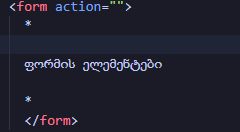 <form action="">
*
ფორმის ელემენტები
*
</form>